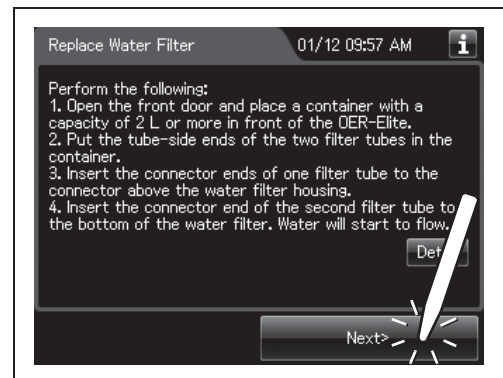 Replace Water Filter
01/12 09:57 AM
i
Perform the following:
1. Open the front door and place a container with a
capacity of 2 L or more in front of the OER-Elite.
2. Put the tube-side ends of the two filter tubes in the
container.
3. Insert the connector ends of one filter tube to the
connector above the water filter housing.
4. Insert the connector end of the second filter tube to
the bottom of the water filter. Water will start to flow.
Next>